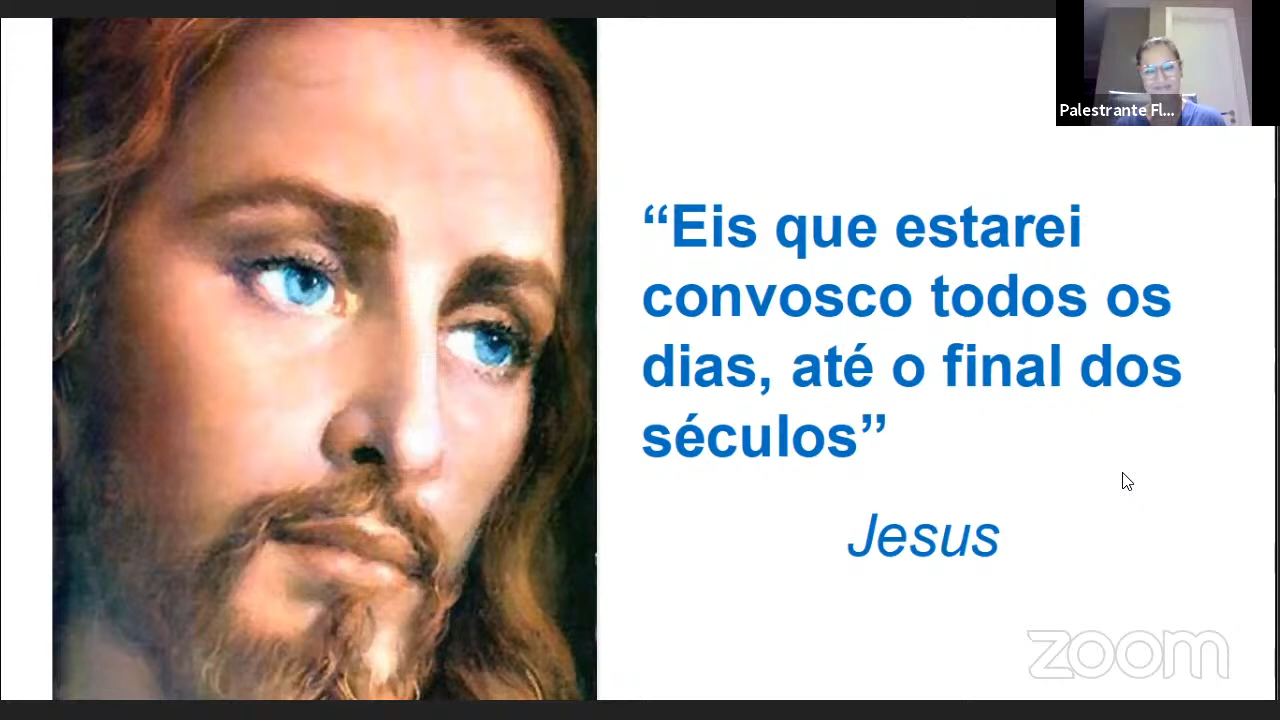 Palestrante Fl...
“Eis que estarei
convosco todos os
dias, até o final dos
séculos”
Jesus
zoom